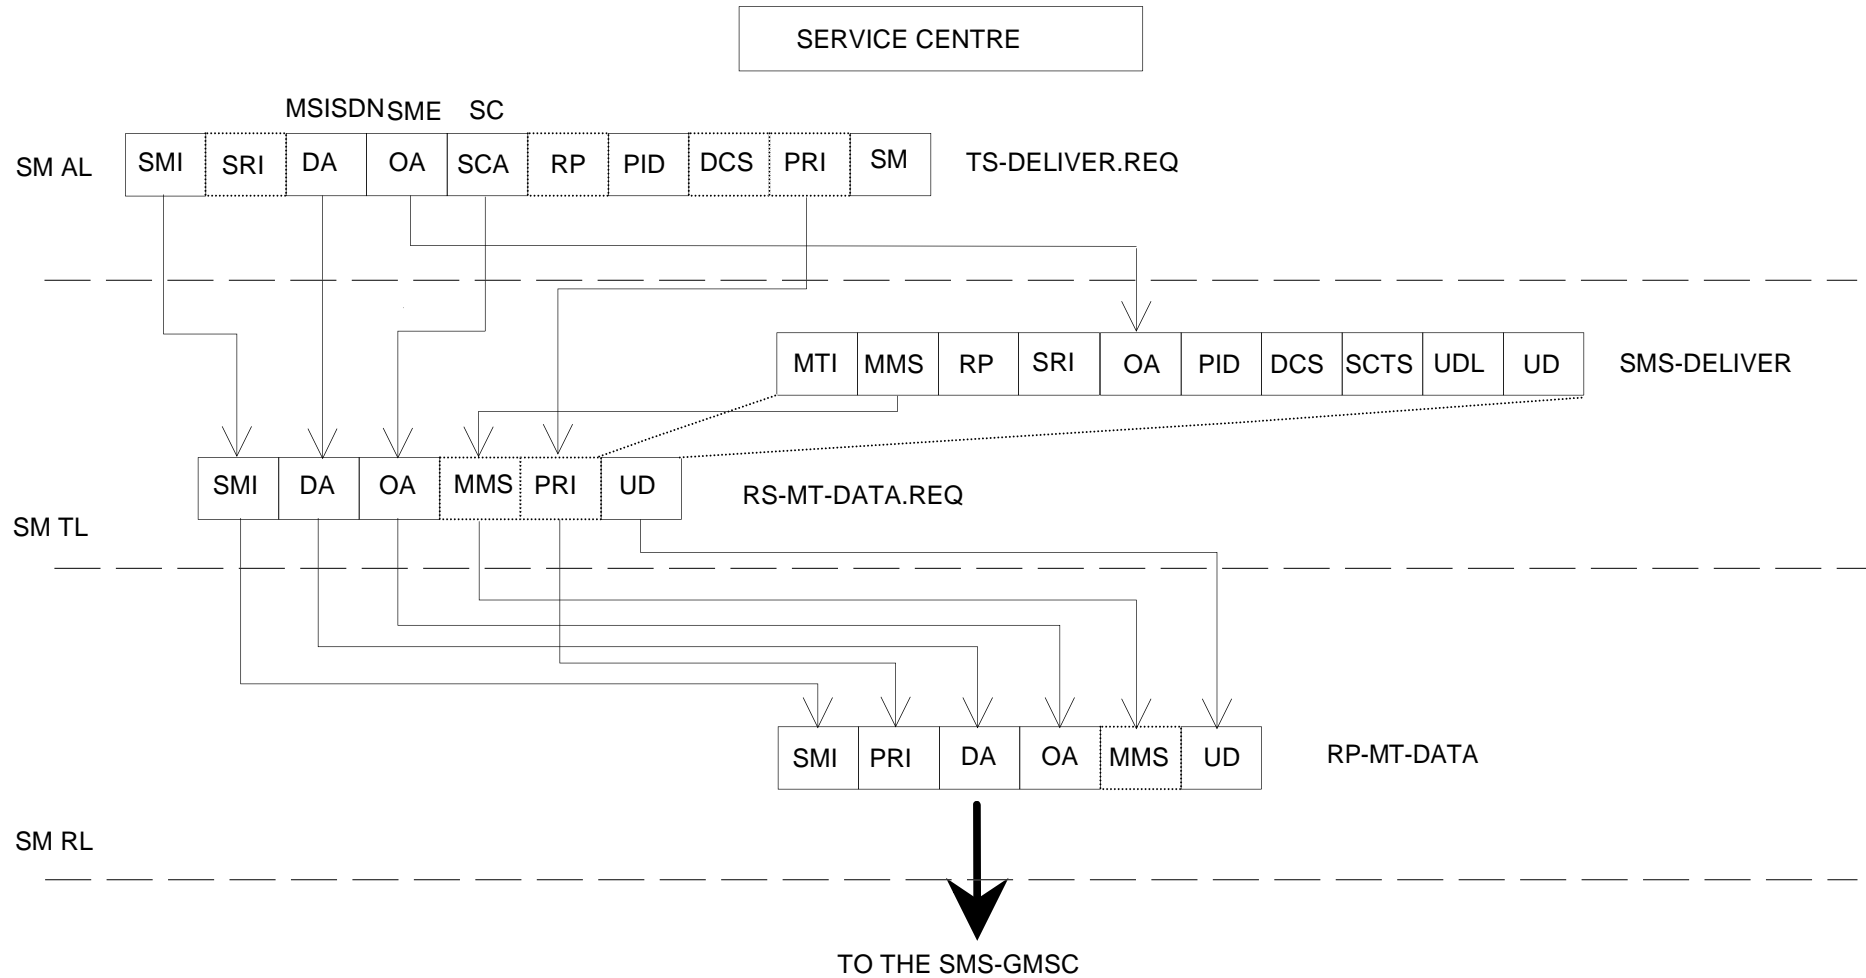 SERVICE CENTRE
MSISDN SME SC
SM AL SMI SRI DA OA SCA RP PID DCS PRI SM TS-DELIVER.REQ
MTI MMS RP SRI OA PID DCS SCTS UDL UD SMS-DELIVER
SMI DA OA MMS PRI UD RS-MT-DATA.REQ
SM TL
SMI PRI DA OA MMS UD RP-MT-DATA
SM RL
TO THE SMS-GMSC